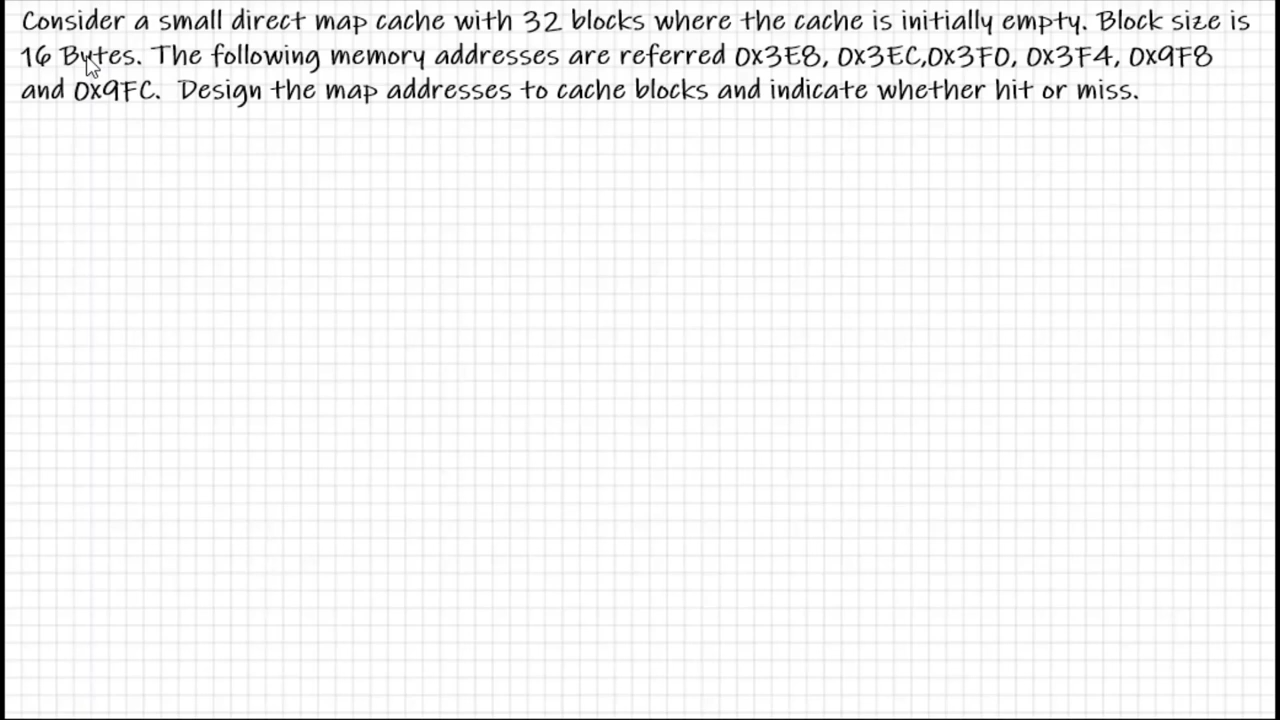 Consider a small direct map cache with 32 blocks where the cache is initially empty. Block size is
16 Bytes. The following memory addresses are referred 0x3E8, 0x3EC,0x3F0, 0x3F4, 0x9F8
and 0x9FC. Design the map addresses to cache blocks and indicate whether hit or miss.